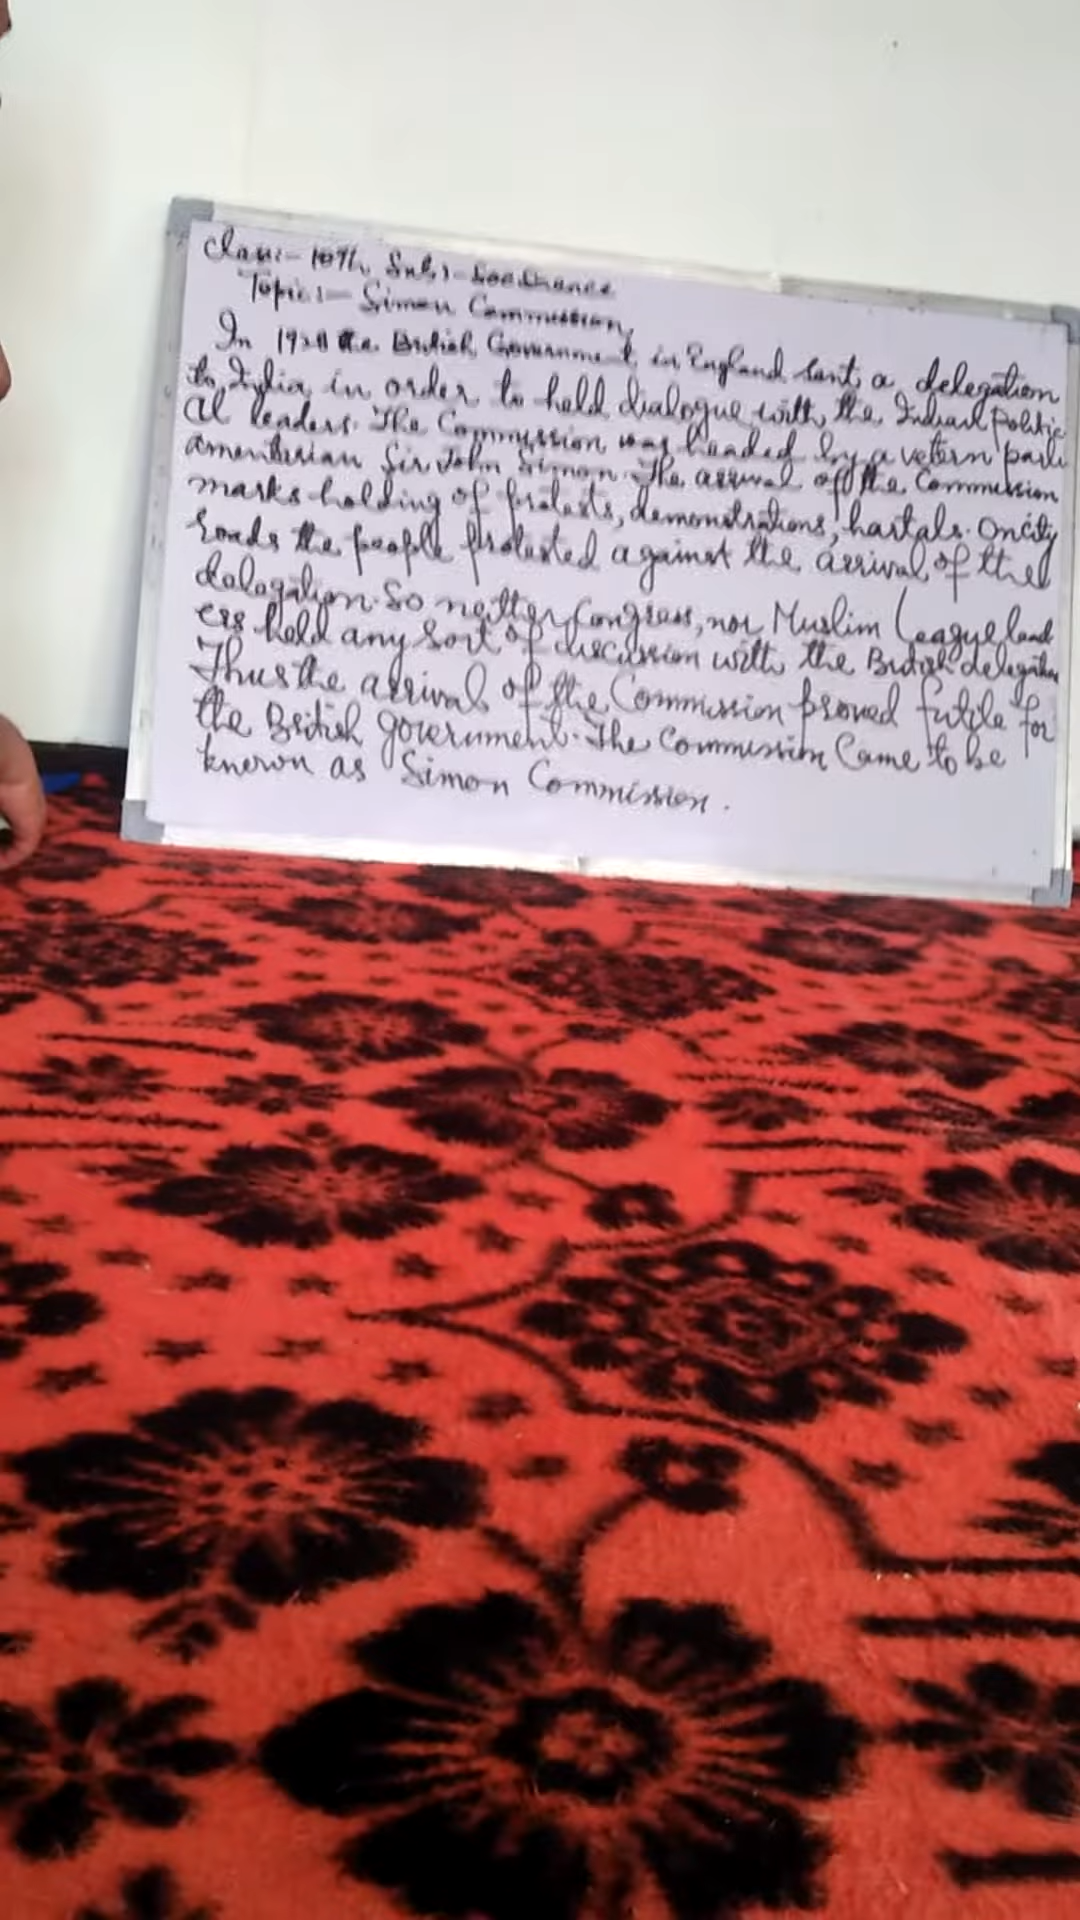 Class:- 10th, Sub:- Soc. Science
Topic:- Simon Commission
In 1928 the British Government in England sent a delegation
to India in order to hold dialogue with the Indian Politic
al leaders. The Commission was headed by a vetern parli
amentarian Sir John Simon. The arrival of the Commission
marks holding of protests, demonstrations, hartals. On city
roads the people protested against the arrival of the
delegation. So neither Congress, nor Muslim League lead
ers held any sort of discussion with the British delegation
Thus the arrival of the Commission proved futile for
the British government. The Commission Came to be
known as Simon Commission.